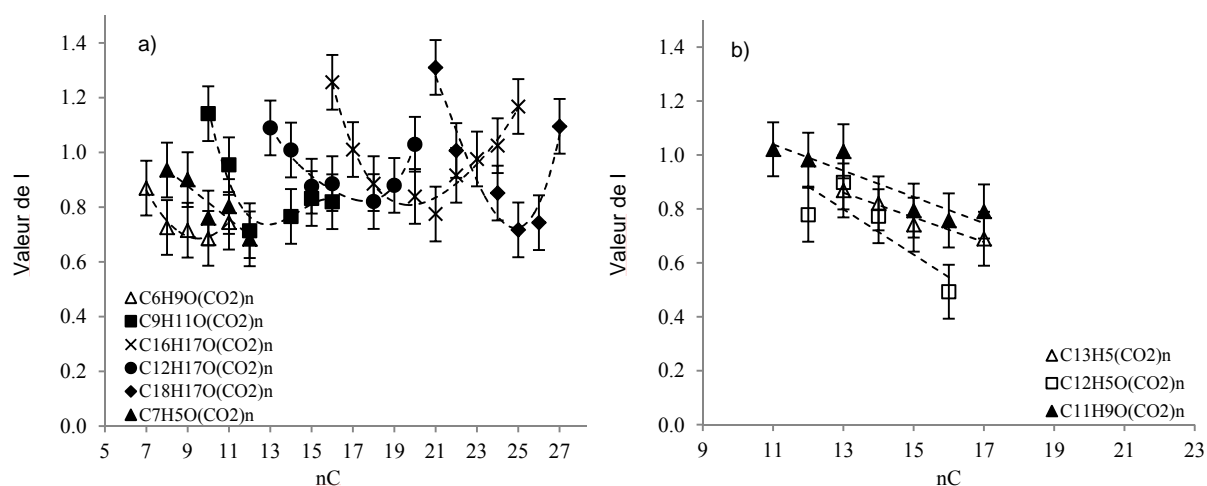 a)
Valeur de I
1.4
1.2
1.0
0.8
0.6
0.4
0.2
0.0
C6H9O(CO2)n
C9H11O(CO2)n
C16H17O(CO2)n
C12H17O(CO2)n
C18H17O(CO2)n
C7H5O(CO2)n
5 7 9 11 13 15 17 19 21 23 25 27
nC
b)
Valeur de I
1.4
1.2
1.0
0.8
0.6
0.4
0.2
0.0
C13H5(CO2)n
C12H5O(CO2)n
C11H9O(CO2)n
9 11 13 15 17 19 21 23
nC